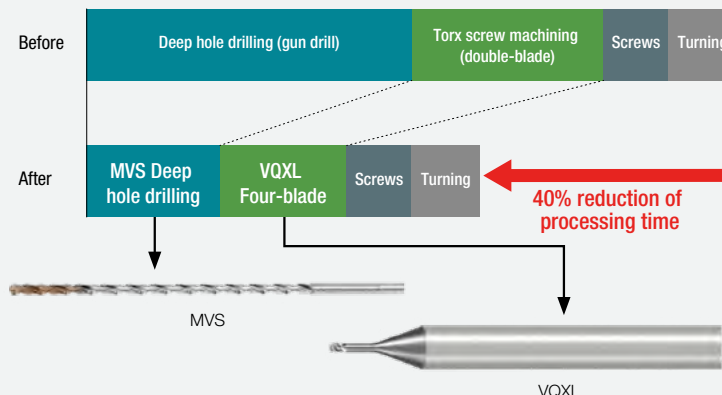 Before
Deep hole drilling (gun drill)
Torx screw machining
(double-blade)
Screws
Turning
After
MVS Deep
hole drilling
VQXL
Four-blade
Screws
Turning
40% reduction of
processing time
MVS
VQXL